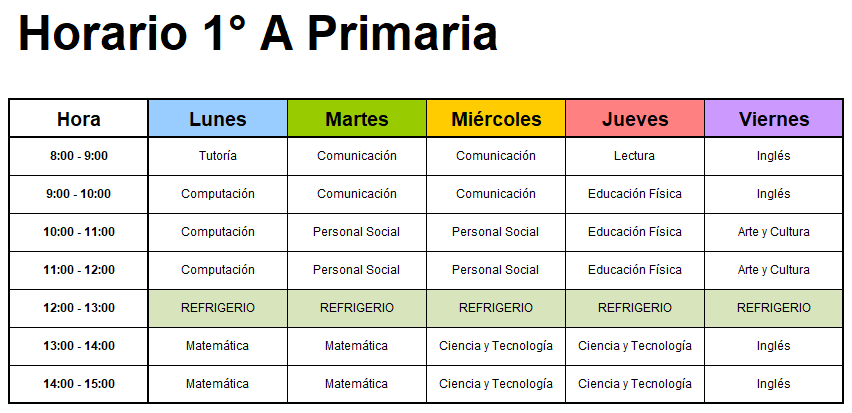 Horario 1° A Primaria
Hora Lunes Martes Miércoles Jueves Viernes
8:00 - 9:00 Tutoría Comunicación Comunicación Lectura Inglés
9:00 - 10:00 Computación Comunicación Comunicación Educación Física Inglés
10:00 - 11:00 Computación Personal Social Personal Social Educación Física Arte y Cultura
11:00 - 12:00 Computación Personal Social Personal Social Educación Física Arte y Cultura
12:00 - 13:00 REFRIGERIO REFRIGERIO REFRIGERIO REFRIGERIO REFRIGERIO
13:00 - 14:00 Matemática Matemática Ciencia y Tecnología Ciencia y Tecnología Inglés
14:00 - 15:00 Matemática Matemática Ciencia y Tecnología Ciencia y Tecnología Inglés